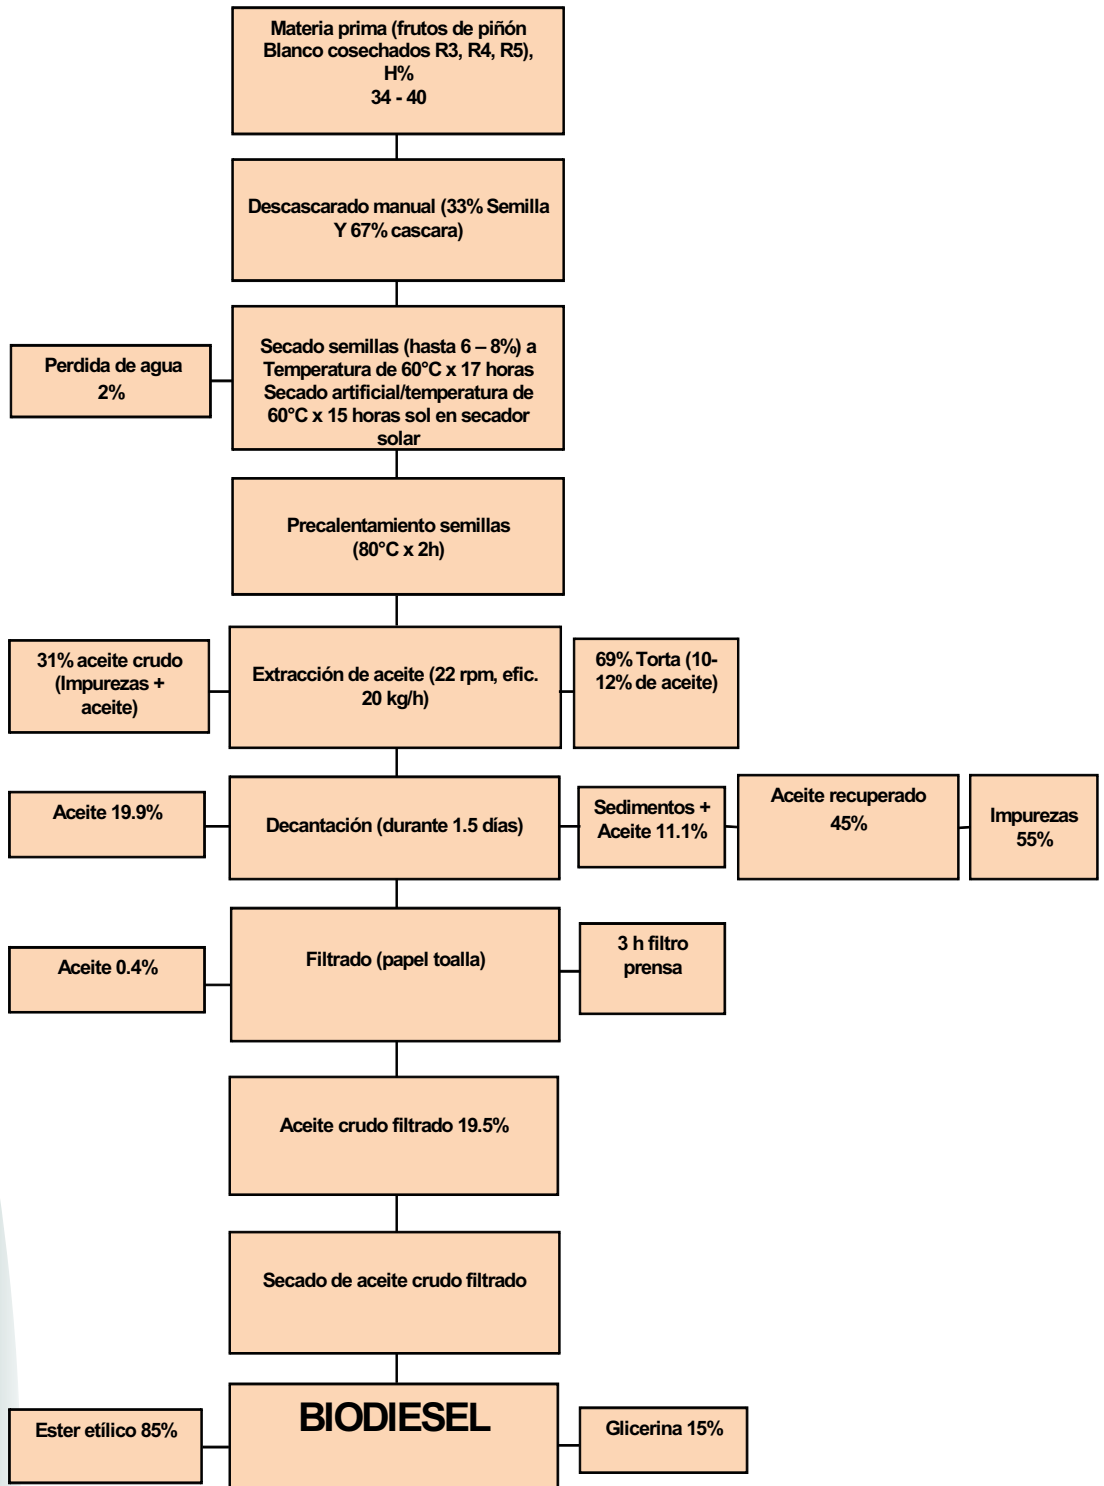 Materia prima (frutos de piñón
Blanco cosechados R3, R4, R5),
H%
34 - 40
Descascarado manual (33% Semilla
Y 67% cascara)
Perdida de agua
2%
Secado semillas (hasta 6 – 8%) a
Temperatura de 60°C x 17 horas
Secado artificial/temperatura de
60°C x 15 horas sol en secador
solar
Precalentamiento semillas
(80°C x 2h)
31% aceite crudo
(Impurezas +
aceite)
Extracción de aceite (22 rpm, efic.
20 kg/h)
69% Torta (10-
12% de aceite)
Aceite 19.9%
Decantación (durante 1.5 días)
Sedimentos +
Aceite 11.1%
Aceite recuperado
45%
Impurezas
55%
Aceite 0.4%
Filtrado (papel toalla)
3 h filtro
prensa
Aceite crudo filtrado 19.5%
Secado de aceite crudo filtrado
Ester etílico 85%
BIODIESEL
Glicerina 15%